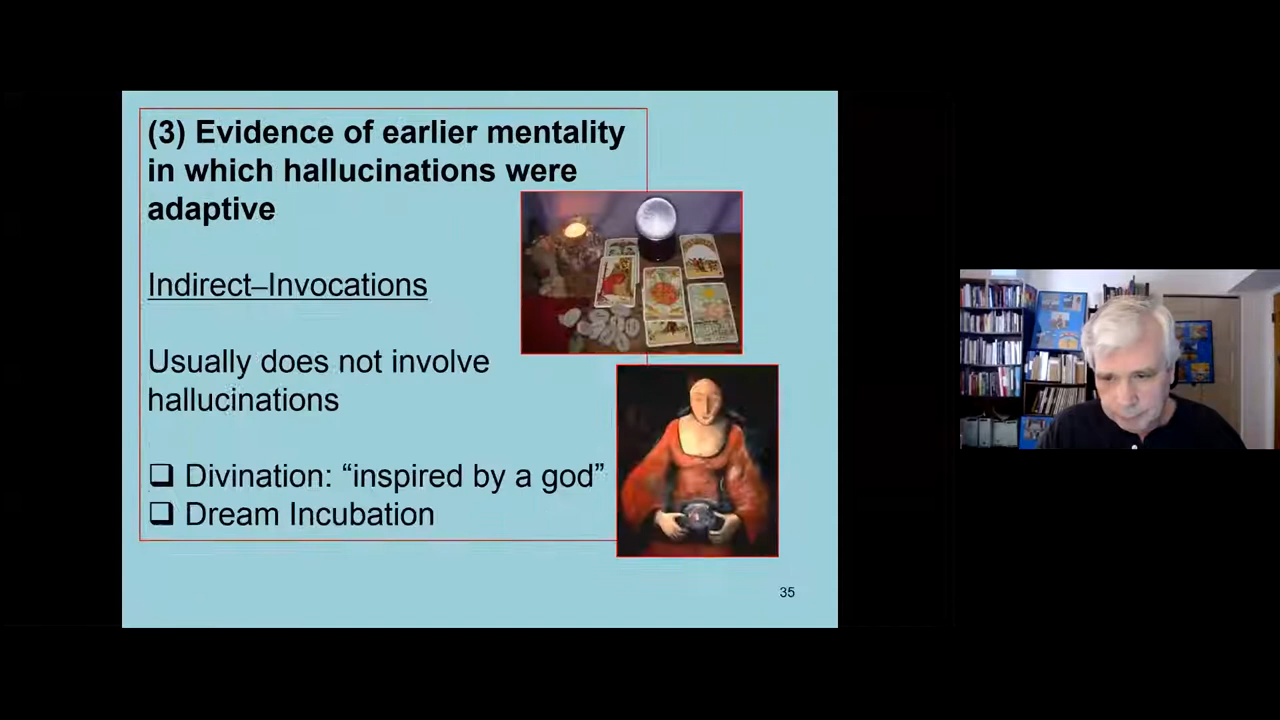 (3) Evidence of earlier mentality
in which hallucinations were
adaptive
Indirect–Invocations
Usually does not involve
hallucinations
❑ Divination: “inspired by a god”
❑ Dream Incubation
35